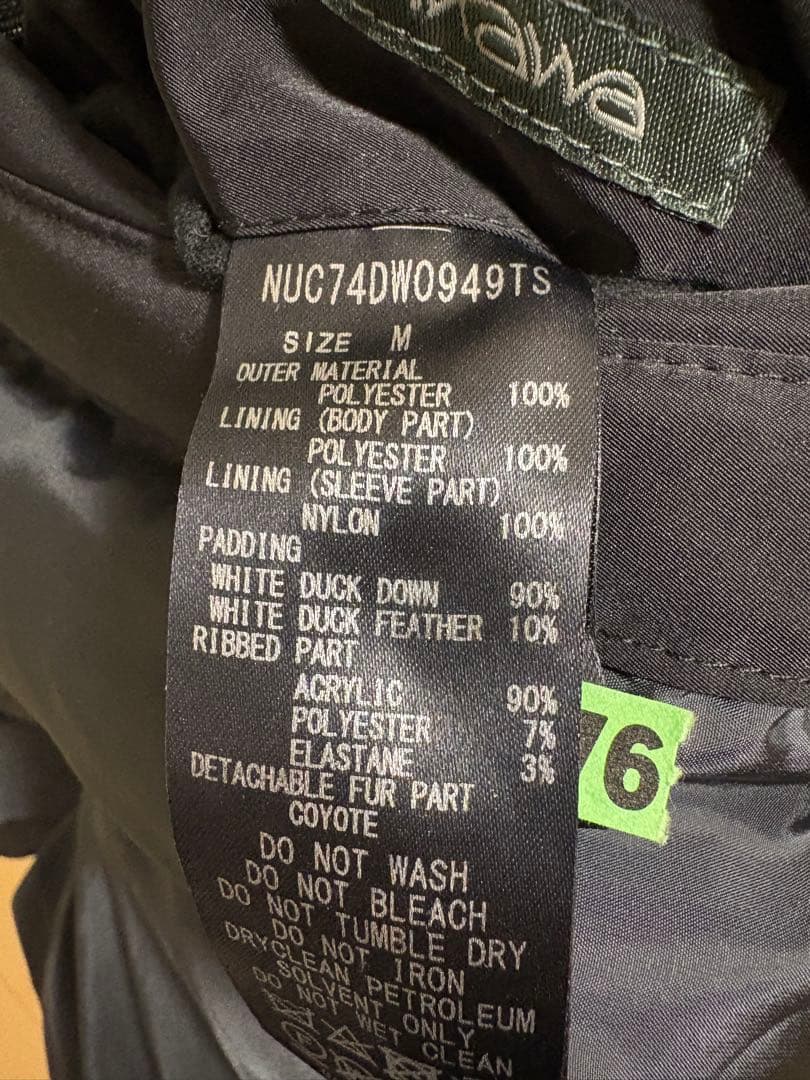 awa
NUC74DW0949TS
SIZE M
OUTER MATERIAL
POLYESTER 100%
LINING (BODY PART)
POLYESTER 100%
LINING (SLEEVE PART)
NYLON 100%
PADDING
WHITE DUCK DOWN 90%
WHITE DUCK FEATHER 10%
RIBBED PART
ACRYLIC 90%
POLYESTER 7%
ELASTANE 3%
DETACHABLE FUR PART
COYOTE
DO NOT WASH
DO NOT BLEACH
DO NOT TUMBLE DRY
DO NOT IRON
DRYCLEAN PETROLEUM
SOLVENT ONLY
DO NOT WET CLEAN
76